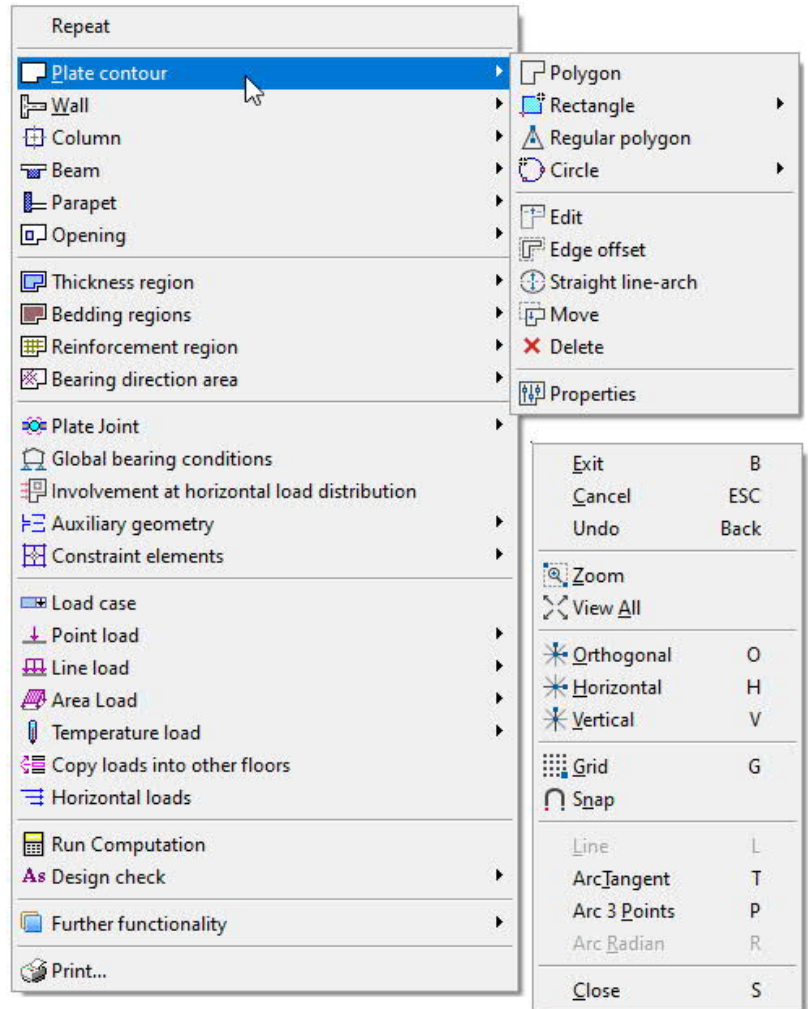 Repeat
Plate contour
Wall
Column
Beam
Parapet
Opening
Thickness region
Bedding regions
Reinforcement region
Bearing direction area
Plate Joint
Global bearing conditions
Involvement at horizontal load distribution
Auxiliary geometry
Constraint elements
Load case
Point load
Line load
Area Load
Temperature load
Copy loads into other floors
Horizontal loads
Run Computation
As Design check
Further functionality
Print...
Polygon
Rectangle
Regular polygon
Circle
Edit
Edge offset
Straight line-arch
Move
Delete
Properties
Exit B
Cancel ESC
Undo Back
Zoom
View All
Orthogonal O
Horizontal H
Vertical V
Grid G
Snap
Line L
ArcTangent T
Arc 3 Points P
Arc Radian R
Close S